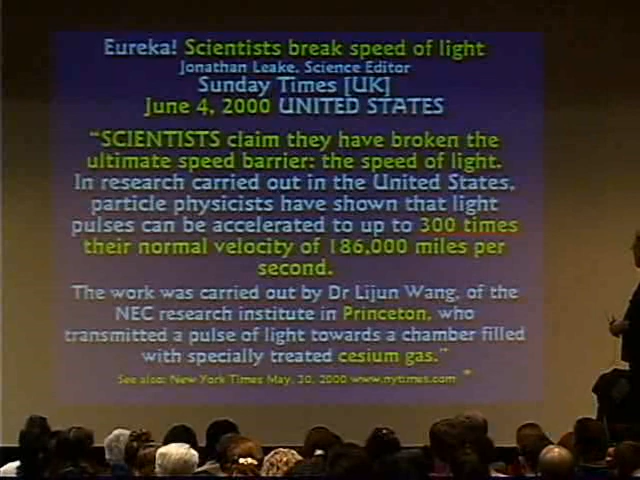 Eureka! Scientists break speed of light
Jonathan Leake, Science Editor
Sunday Times [UK]
June 4, 2000 UNITED STATES
"SCIENTISTS claim they have broken the
ultimate speed barrier: the speed of light.
In research carried out in the United States,
particle physicists have shown that light
pulses can be accelerated to up to 300 times
their normal velocity of 186,000 miles per
second.
The work was carried out by Dr Lijun Wang, of the
NEC research institute in Princeton, who
transmitted a pulse of light towards a chamber filled
with specially treated cesium gas."
See also: New York Times May, 30, 2000 www.nytimes.com "